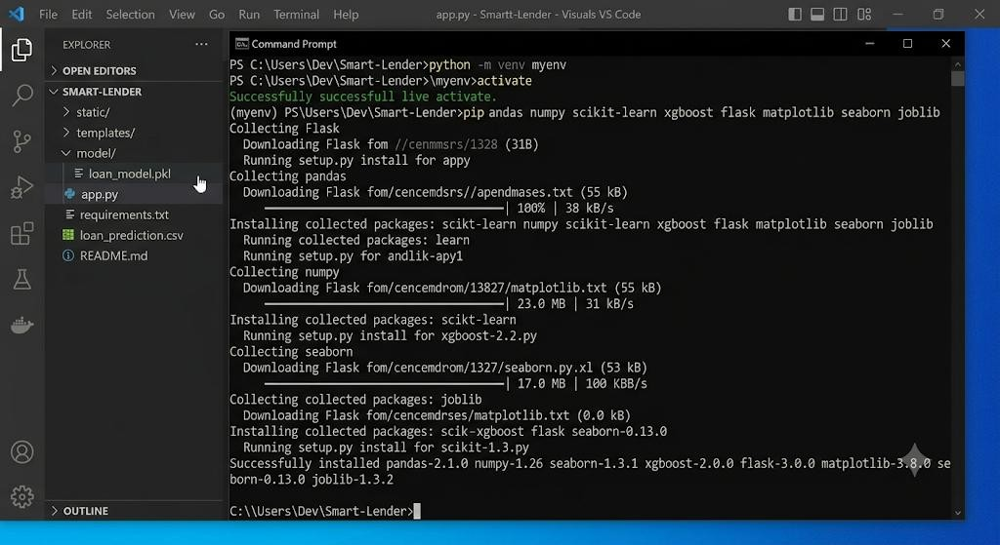 File Edit Selection View Go Run Terminal Help
app.py - Smartt-Lender - Visuals VS Code
EXPLORER
OPEN EDITORS
SMART-LENDER
static/
templates/
model/
loan_model.pkl
app.py
requirements.txt
loan_prediction.csv
README.md
OUTLINE
Command Prompt
PS C:\Users\Dev\Smart-Lender>python -m venv myenv
PS C:\Users\Dev\Smart-Lender>\myenv>activate
Successfully successfull live activate.
(myenv) PS\Users\Dev\Smart-Lender>pip andas numpy scikit-learn xgboost flask matplotlib seaborn joblib
Collecting Flask
Downloading Flask fom //cenmmsrs/1328 (31B)
Running setup.py install for appy
Collecting pandas
Downloading Flask fom/cencemdsrs//apendmases.txt (55 kB)
| 100% | 38 kB/s
Installing collected packages: scikt-learn numpy scikit-learn xgboost flask matplotlib seaborn joblib
Running collected packages: learn
Running setup.py for andlik-apy1
Collecting numpy
Downloading Flask fom/cencemdrom/13827/matplotlib.txt (55 kB)
| 23.0 MB | 31 kB/s
Installing collected packages: scikt-learn
Running setup.py install for xgboost-2.2.py
Collecting seaborn
Downloading Flask fom/cencemdrom/1327/seaborn.py.xl (53 kB)
| 17.0 MB | 100 KBB/s
Collecting collected packages: joblib
Downloading Flask fom/cencemdrses/matplotlib.txt (0.0 kB)
Installing collected packages: scik-xgboost flask seaborn-0.13.0
Running setup.py install for scikit-1.3.py
Successfully installed pandas-2.1.0 numpy-1.26 seaborn-1.3.1 xgboost-2.0.0 flask-3.0.0 matplotlib-3.8.0 se
born-0.13.0 joblib-1.3.2
C:\\Users\Dev\Smart-Lender>